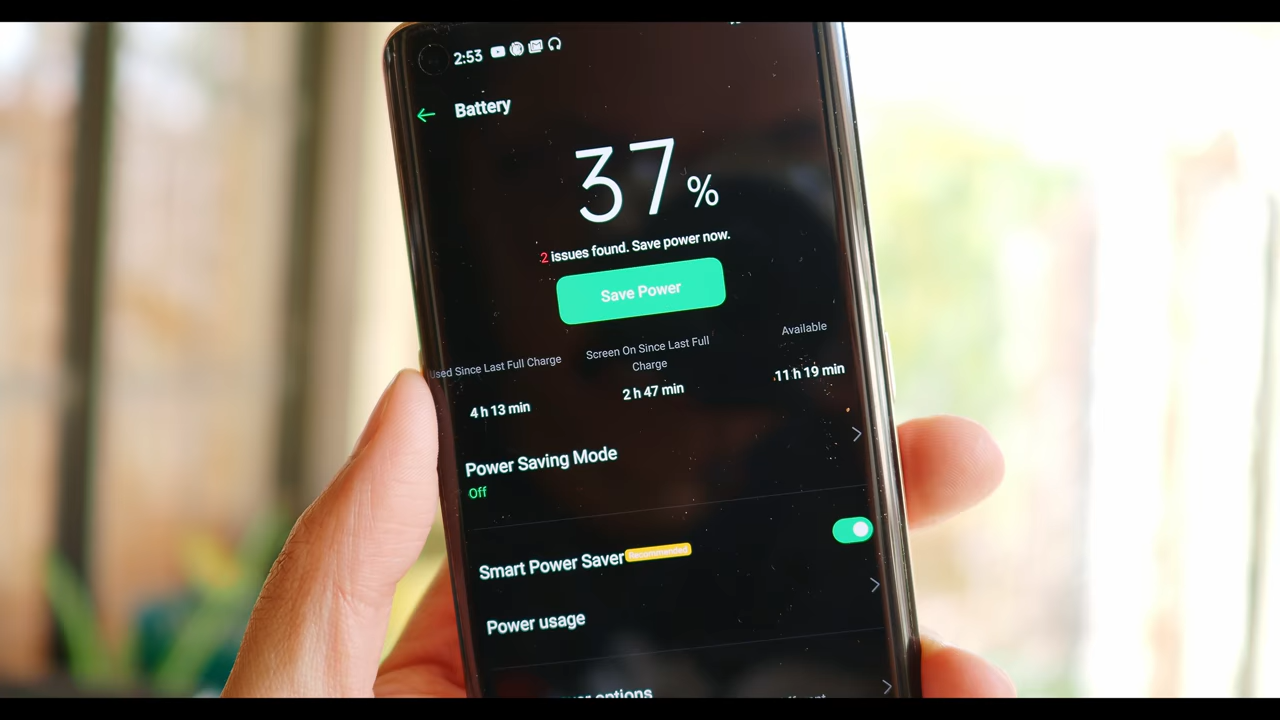 2:53
Battery
37%
2 issues found. Save power now.
Save Power
Used Since Last Full Charge
4 h 13 min
Screen On Since Last Full
Charge
2 h 47 min
Available
11 h 19 min
Power Saving Mode
Off
Smart Power Saver Recommended
Power usage
options